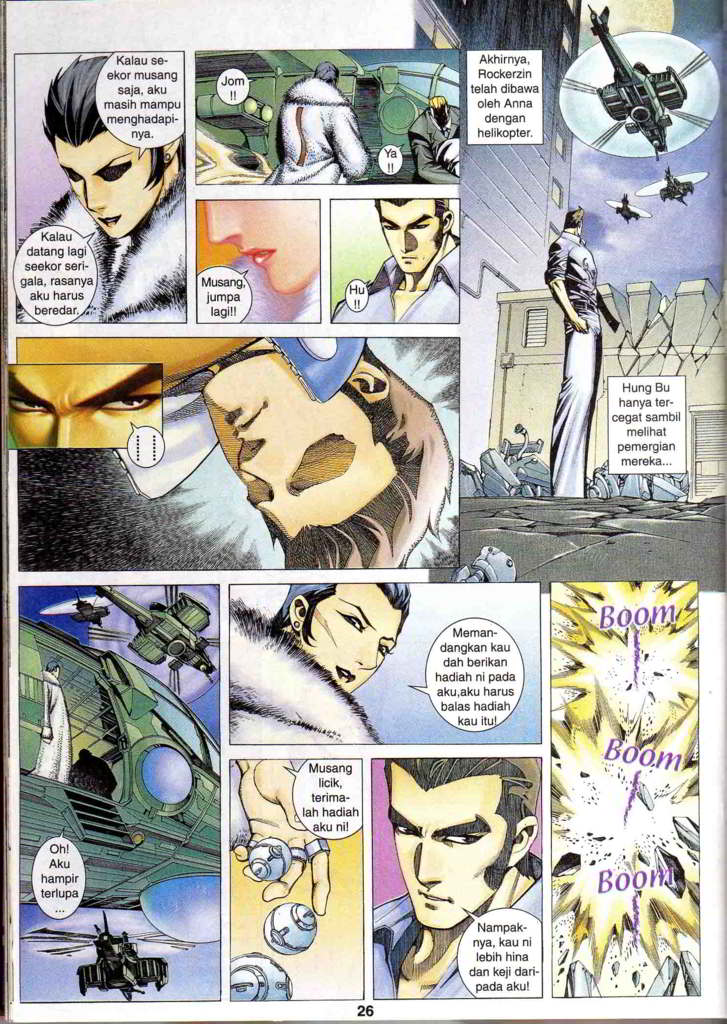 Kalau se-
ekor musang
saja, aku
masih mampu
menghadapi-
nya.
Kalau
datang lagi
seekor seri-
gala, rasanya
aku harus
beredar.
Jom
!!
Ya
!!
Musang,
jumpa
lagi!!
Hu
!!
Akhirnya,
Rockerzin
telah dibawa
oleh Anna
dengan
helikopter.
Hung Bu
hanya ter-
cegat sambil
melihat
pemergian
mereka...
Oh!
Aku
hampir
terlupa
...
Meman-
dangkan kau
dah berikan
hadiah ni pada
aku,aku harus
balas hadiah
kau itu!
Musang
licik,
terima-
lah hadiah
aku ni!
Nampak-
nya, kau ni
lebih hina
dan keji dari-
pada aku!
Boom
Boom
Boom
26